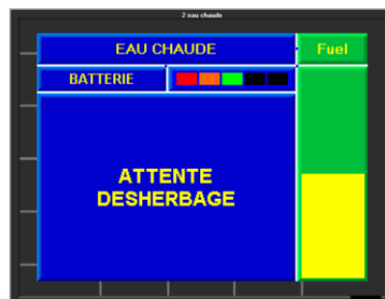 2 eau chaude
EAU CHAUDE
Fuel
BATTERIE
ATTENTE
DESHERBAGE